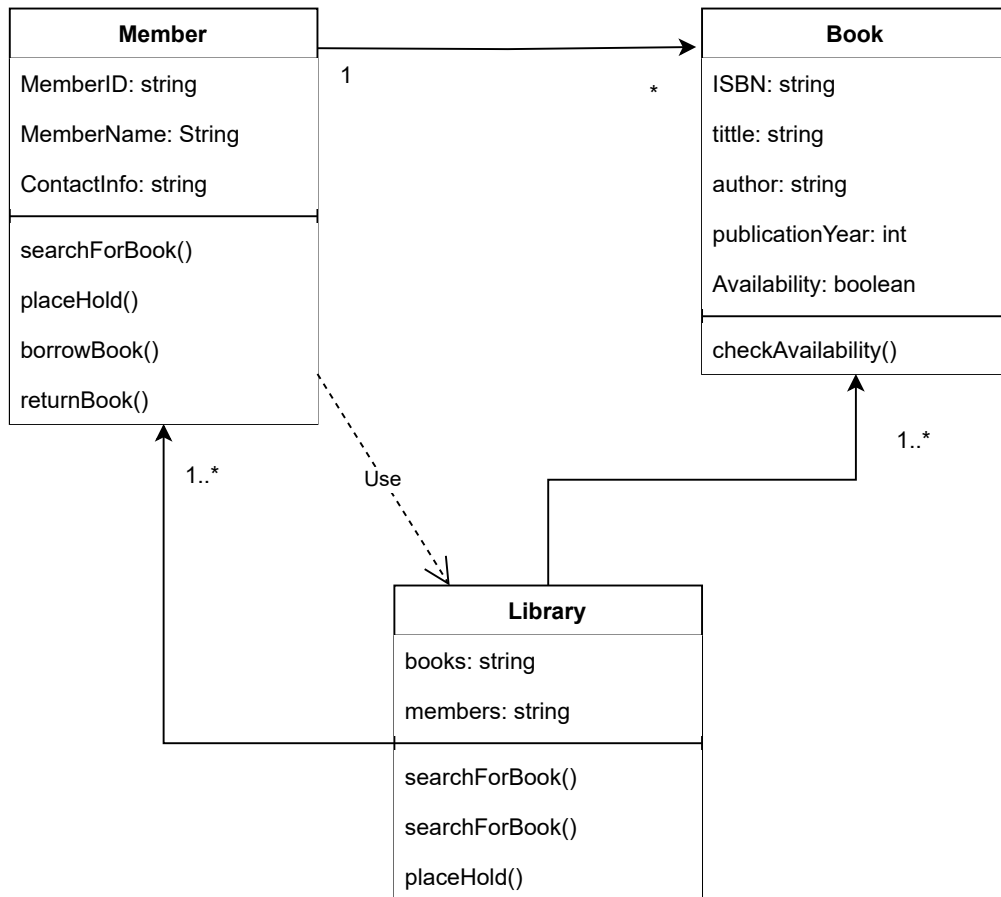 Member
MemberID: string
MemberName: String
ContactInfo: string
searchForBook()
placeHold()
borrowBook()
returnBook()
1
*
Book
ISBN: string
tittle: string
author: string
publicationYear: int
Availability: boolean
checkAvailability()
1..*
1..*
Use
Library
books: string
members: string
searchForBook()
searchForBook()
placeHold()